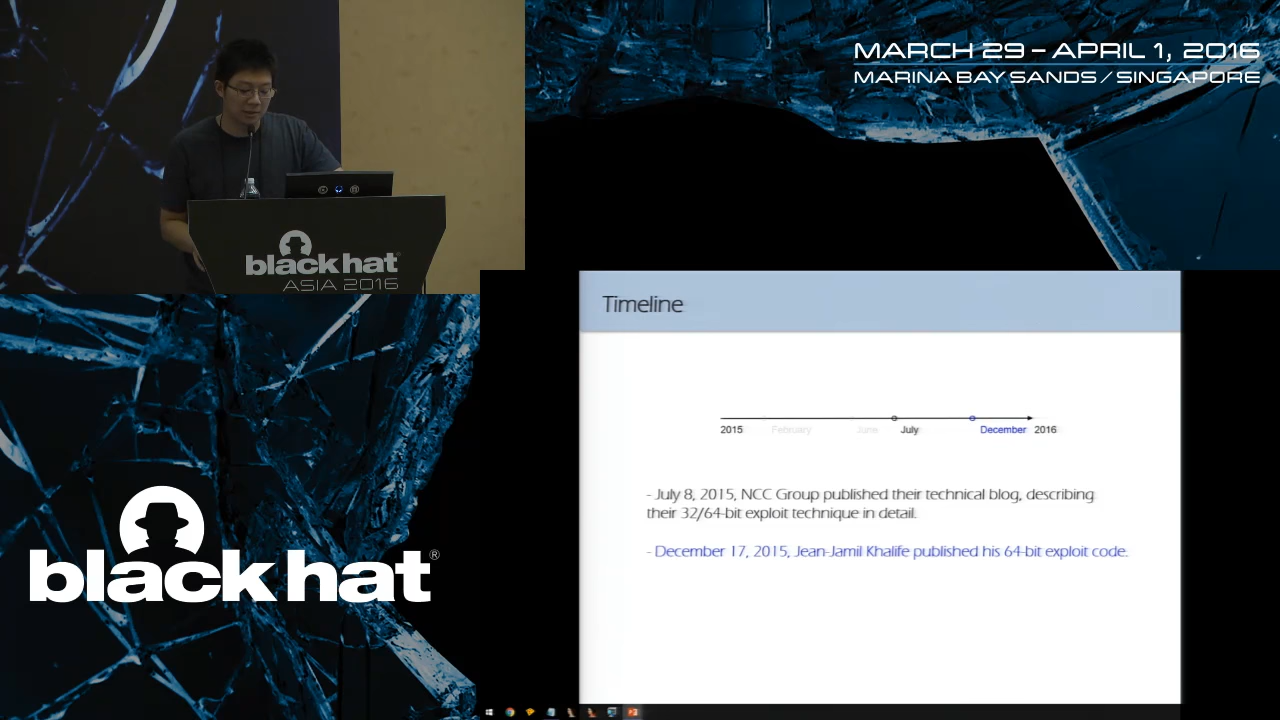 MARCH 29 – APRIL 1, 2016
MARINA BAY SANDS / SINGAPORE
black hat
ASIA 2016
Timeline
2015 February June July December 2016
- July 8, 2015, NCC Group published their technical blog, describing
their 32/64-bit exploit technique in detail.
- December 17, 2015, Jean-Jamil Khalife published his 64-bit exploit code.
black hat®